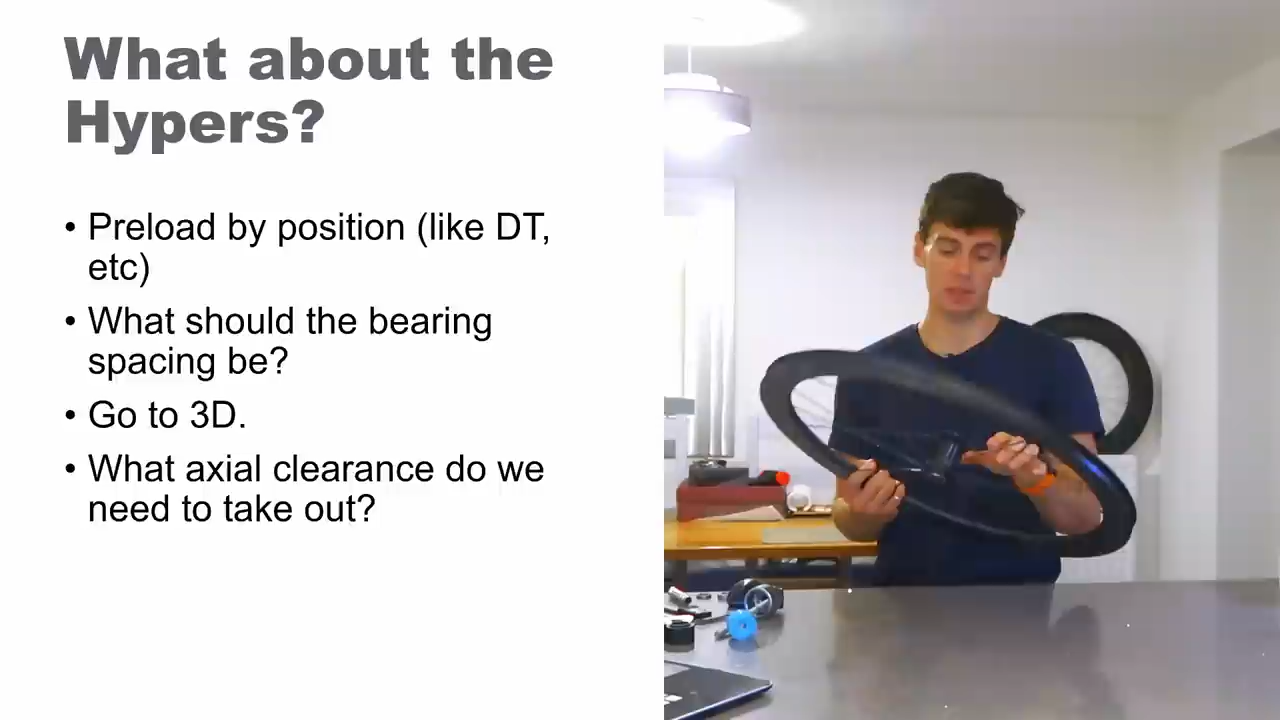 What about the
Hypers?
• Preload by position (like DT,
etc)
• What should the bearing
spacing be?
• Go to 3D.
• What axial clearance do we
need to take out?